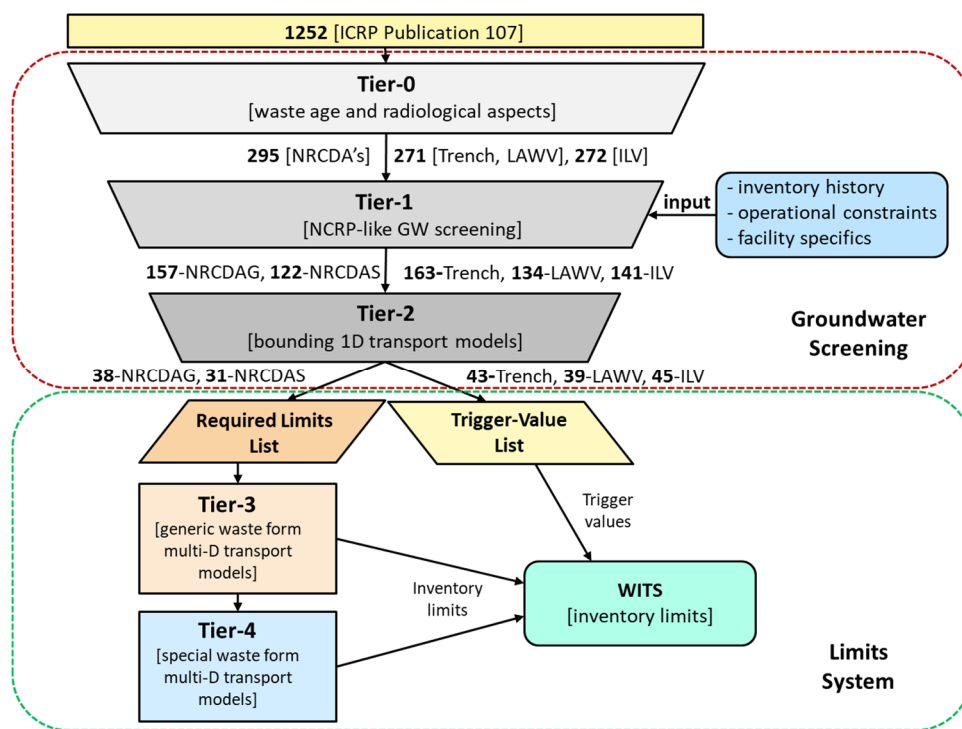 1252 [ICRP Publication 107]
Tier-0
[waste age and radiological aspects]
295 [NRCDA's] 271 [Trench, LAWV], 272 [ILV]
Tier-1
[NCRP-like GW screening]
input
- inventory history
- operational constraints
- facility specifics
157-NRCDAG, 122-NRCDAS 163-Trench, 134-LAWV, 141-ILV
Tier-2
[bounding 1D transport models]
Groundwater
Screening
38-NRCDAG, 31-NRCDAS 43-Trench, 39-LAWV, 45-ILV
Required Limits
List
Trigger-Value
List
Tier-3
[generic waste form
multi-D transport
models]
Trigger
values
Inventory
limits
WITS
[inventory limits]
Tier-4
[special waste form
multi-D transport
models]
Limits
System